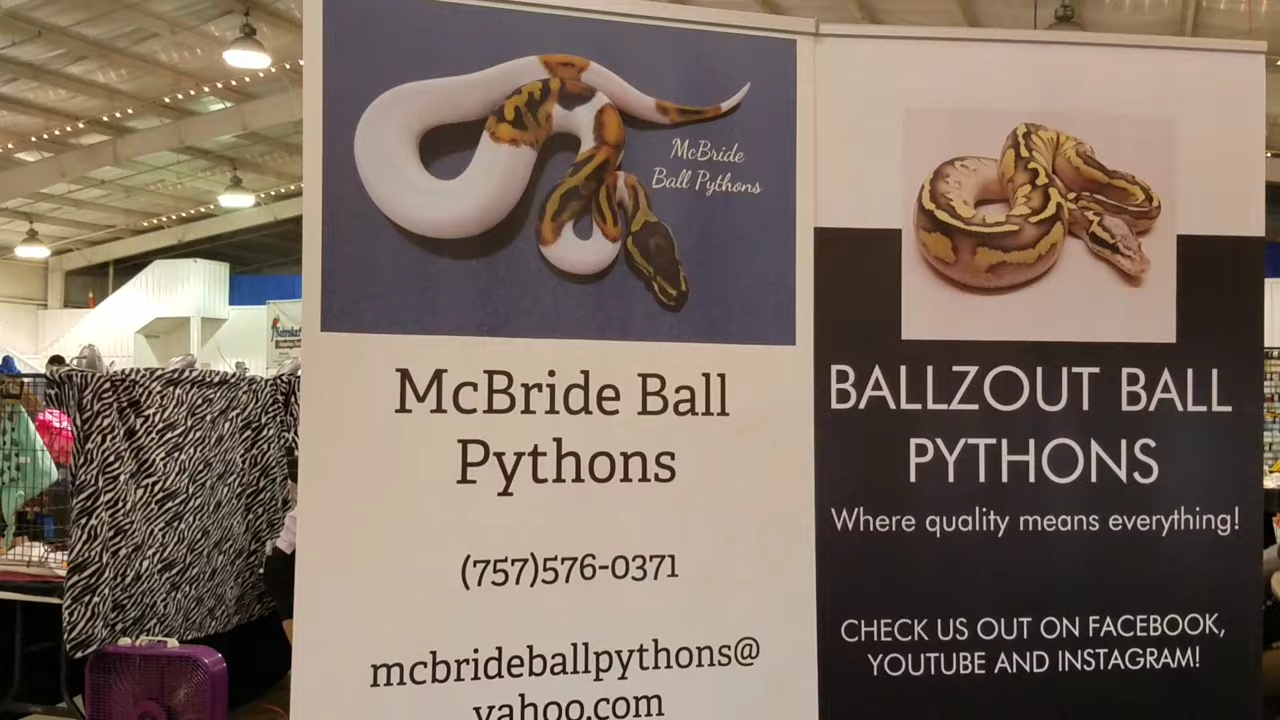 McBride
Ball Pythons
McBride Ball
Pythons
(757)576-0371
mcbrideballpythons@
yahoo.com
BALLZOUT BALL
PYTHONS
Where quality means everything!
CHECK US OUT ON FACEBOOK,
YOUTUBE AND INSTAGRAM!